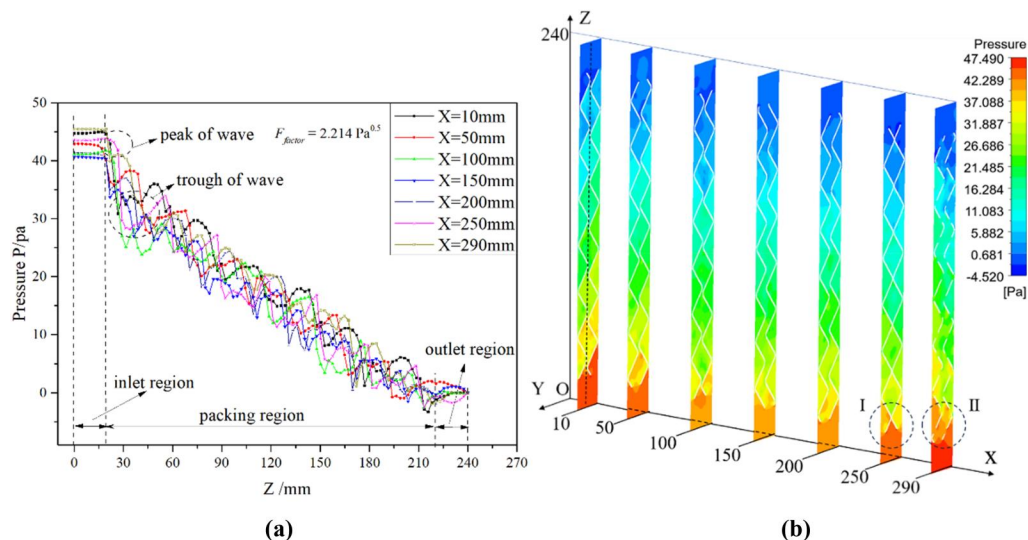 50
40
30
20
10
0
0 30 60 90 120 150 180 210 240 270
Pressure P/pa
Z /mm
peak of wave
F_factor = 2.214 Pa^0.5
trough of wave
inlet region
packing region
outlet region
X=10mm
X=50mm
X=100mm
X=150mm
X=200mm
X=250mm
X=290mm
(a)
Z
240
Y
O
10
50
100
150
200
250
290
X
I
II
Pressure
47.490
42.289
37.088
31.887
26.686
21.485
16.284
11.083
5.882
0.681
-4.520
[Pa]
(b)